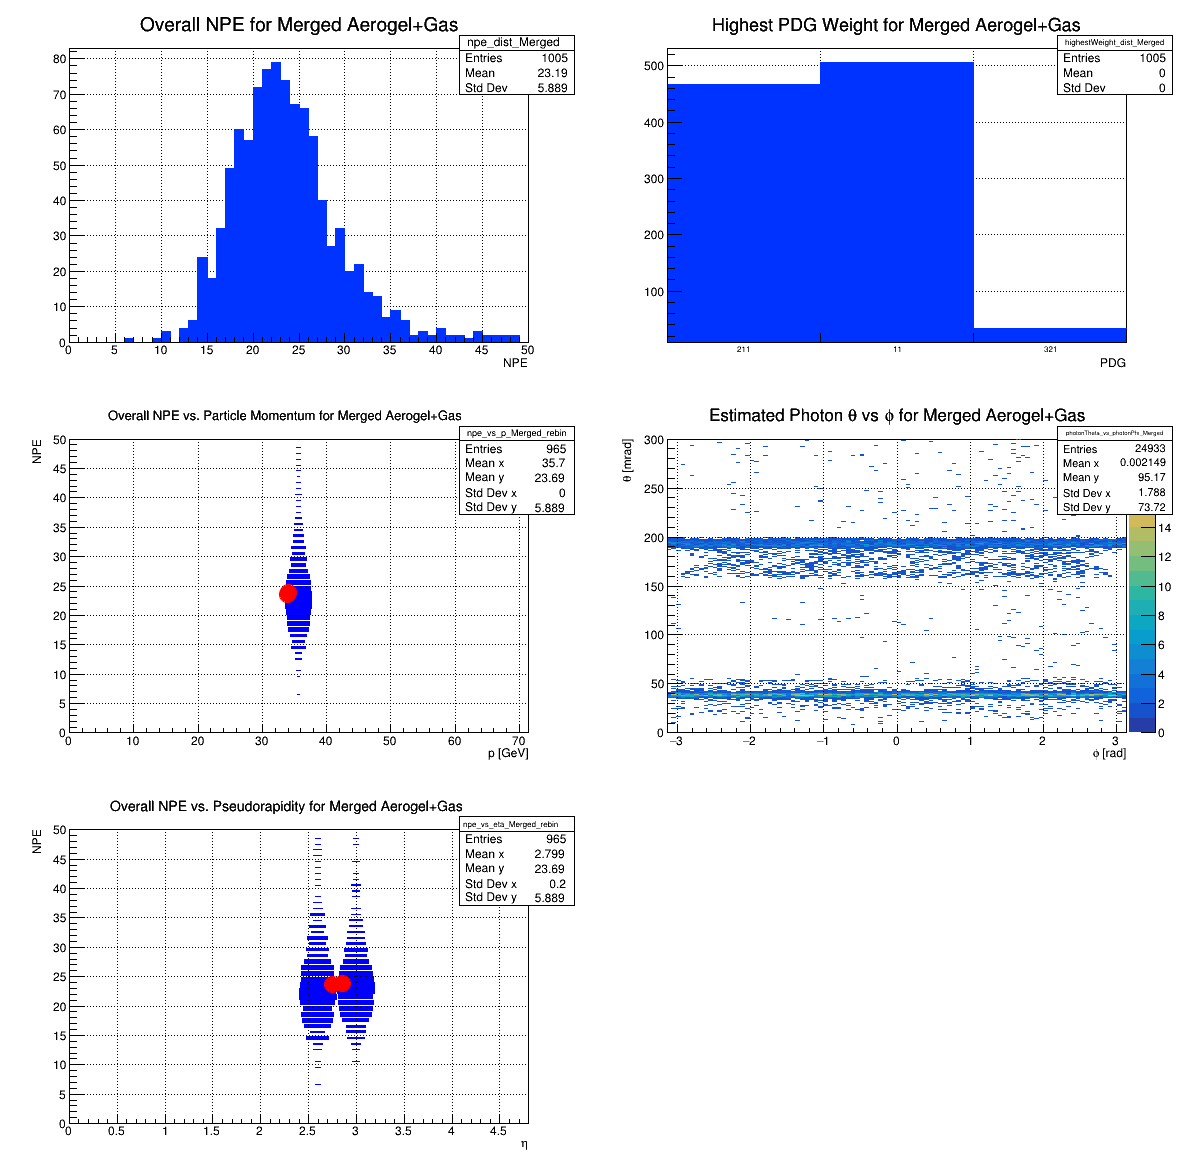 Overall NPE for Merged Aerogel+Gas
npe_dist_Merged
Entries 1005
Mean 23.19
Std Dev 5.889
80
70
60
50
40
30
20
10
0
0 5 10 15 20 25 30 35 40 45 50
NPE
Highest PDG Weight for Merged Aerogel+Gas
highestWeight_dist_Merged
Entries 1005
Mean 0
Std Dev 0
500
400
300
200
100
211 11 321
PDG
Overall NPE vs. Particle Momentum for Merged Aerogel+Gas
npe_vs_p_Merged_rebin
Entries 965
Mean x 35.7
Mean y 23.69
Std Dev x 0
Std Dev y 5.889
NPE
50
45
40
35
30
25
20
15
10
5
0
0 10 20 30 40 50 60 70
p [GeV]
Estimated Photon θ vs ϕ for Merged Aerogel+Gas
photonTheta_vs_photonPhi_Merged
Entries 24933
Mean x 0.002149
Mean y 95.17
Std Dev x 1.788
Std Dev y 73.72
θ [mrad]
300
250
200
150
100
50
0
−3 −2 −1 0 1 2 3
ϕ [rad]
14
12
10
8
6
4
2
0
Overall NPE vs. Pseudorapidity for Merged Aerogel+Gas
npe_vs_eta_Merged_rebin
Entries 965
Mean x 2.799
Mean y 23.69
Std Dev x 0.2
Std Dev y 5.889
NPE
50
45
40
35
30
25
20
15
10
5
0
0 0.5 1 1.5 2 2.5 3 3.5 4 4.5
η